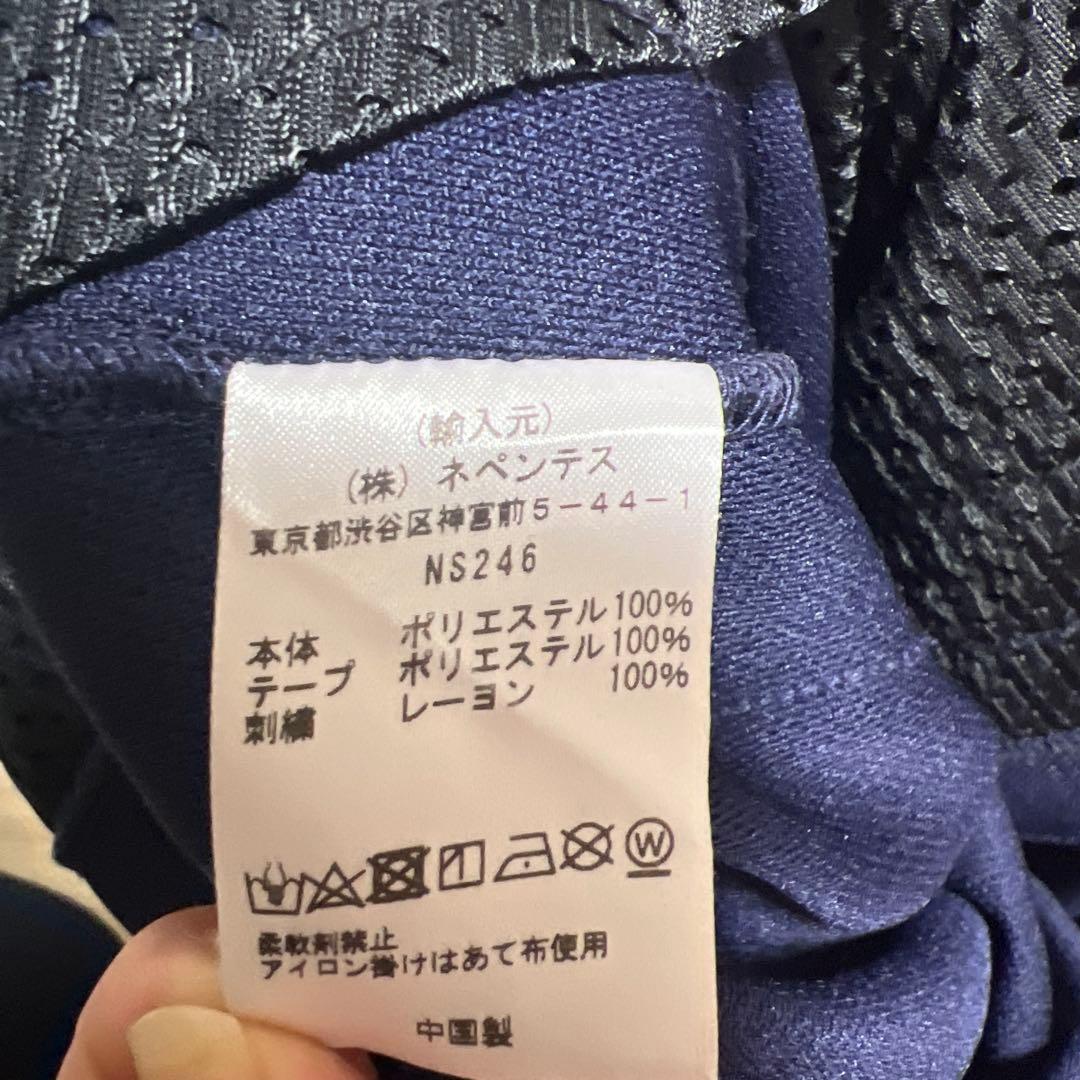 (輸入元)
(株) ネペンテス
東京都渋谷区神宮前5-44-1
NS246
本体 ポリエステル100%
テープ ポリエステル100%
刺繍 レーヨン 100%
W
柔軟剤禁止
アイロン掛けはあて布使用
中国製